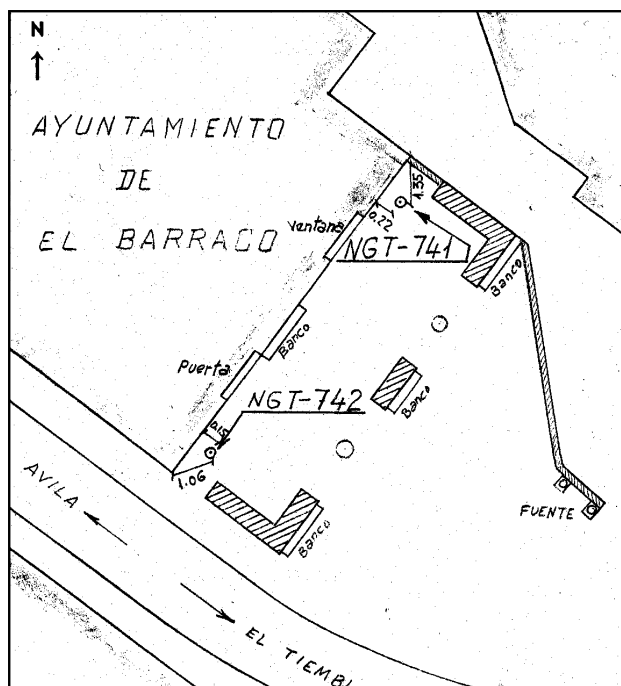 N
AYUNTAMIENTO
DE
EL BARRACO
Ventana
0.22
1.35
NGT-741
Banco
Banco
Puerta
Banco
NGT-742
0.15
1.06
Banco
FUENTE
AVILA
EL TIEMBL